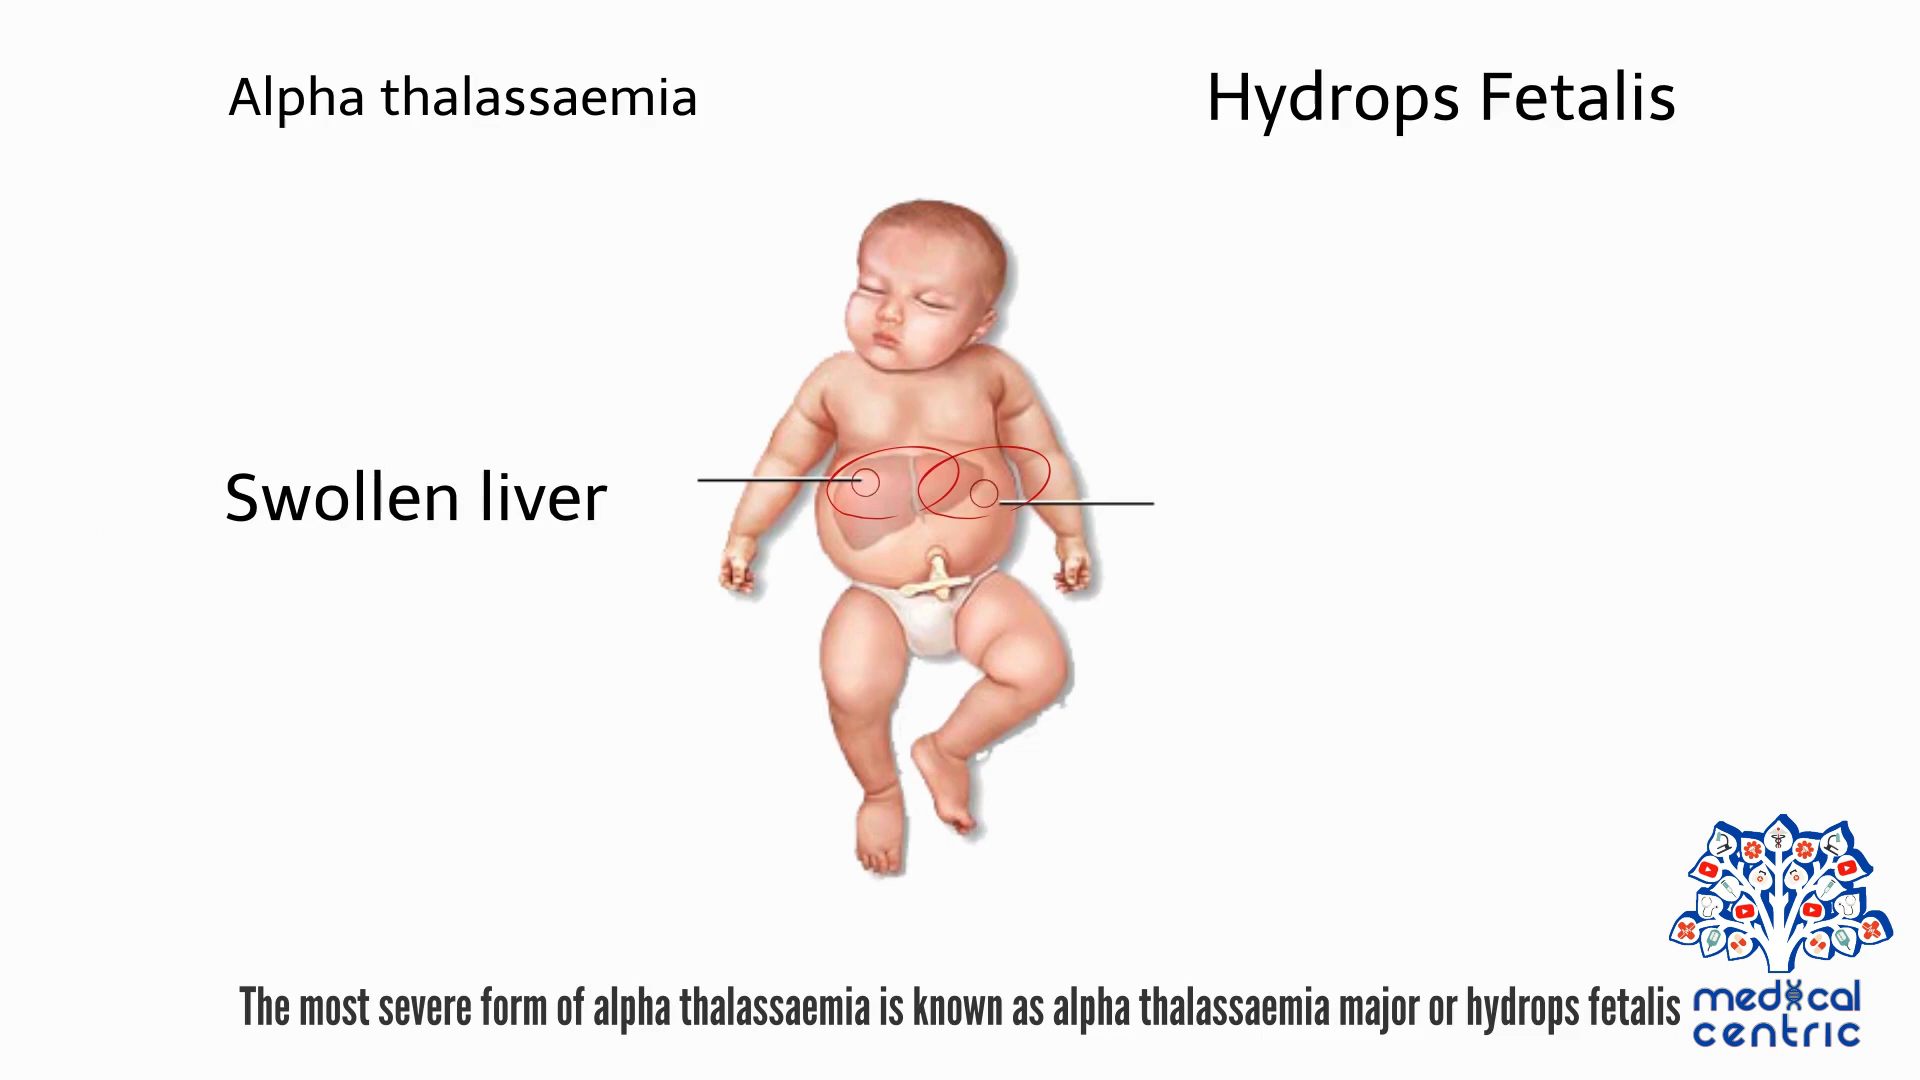 Alpha thalassaemia
Hydrops Fetalis
Swollen liver
The most severe form of alpha thalassaemia is known as alpha thalassaemia major or hydrops fetalis
medical
centric